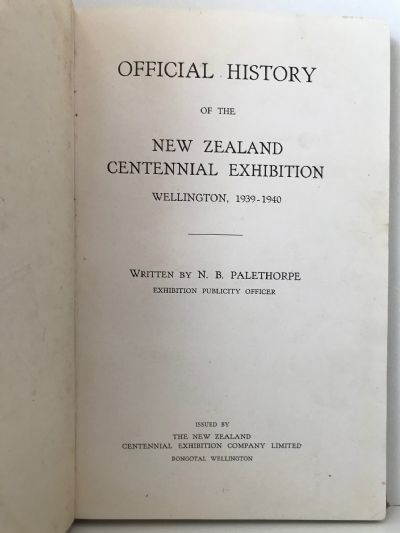 OFFICIAL HISTORY
OF THE
NEW ZEALAND
CENTENNIAL EXHIBITION
WELLINGTON, 1939-1940
WRITTEN BY N. B. PALETHORPE
EXHIBITION PUBLICITY OFFICER
ISSUED BY
THE NEW ZEALAND
CENTENNIAL EXHIBITION COMPANY LIMITED
RONGOTAI, WELLINGTON